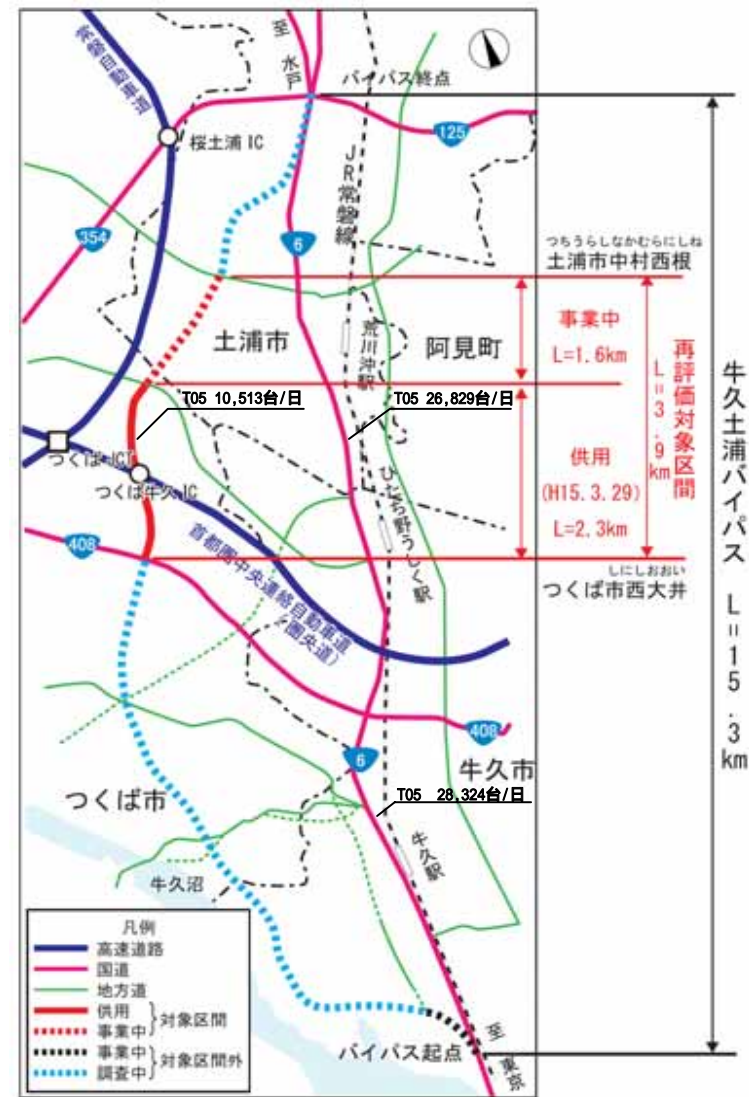 至 水戸
バイパス終点
常磐自動車道
桜土浦 IC
125
JR常磐線
354
6
つちうらしなかむらにしね
土浦市中村西根
事業中
L=1.6km
土浦市
阿見町
荒川沖駅
再評価対象区間 L=3.9km
T05 10,513台/日
T05 26,829台/日
牛久土浦バイパス L=15.3km
つくばJCT
つくば牛久 IC
供用
(H15.3.29)
L=2.3km
ひたち野うしく駅
408
首都圏中央連絡自動車道
(圏央道)
しにしおおい
つくば市西大井
408
6
牛久市
つくば市
T05 28,324台/日
牛久駅
牛久沼
凡例
高速道路
国道
地方道
供用
事業中
対象区間
事業中
調査中
対象区間外
バイパス起点
至 東京